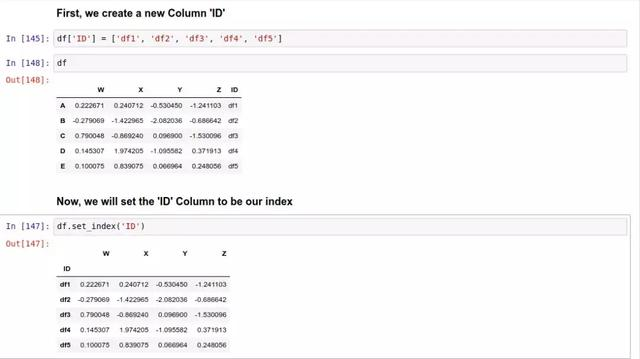 First, we create a new Column 'ID'
In [145]: df['ID'] = ['df1', 'df2', 'df3', 'df4', 'df5']
In [148]: df
Out[148]:
W X Y Z ID
A 0.222671 0.240712 -0.530450 -1.241103 df1
B -0.279069 -1.422965 -2.082036 -0.686642 df2
C 0.790048 -0.869240 0.096900 -1.530096 df3
D 0.145307 1.974205 -1.095582 0.371913 df4
E 0.100075 0.839075 0.066964 0.248056 df5
Now, we will set the 'ID' Column to be our index
In [147]: df.set_index('ID')
Out[147]:
W X Y Z
ID
df1 0.222671 0.240712 -0.530450 -1.241103
df2 -0.279069 -1.422965 -2.082036 -0.686642
df3 0.790048 -0.869240 0.096900 -1.530096
df4 0.145307 1.974205 -1.095582 0.371913
df5 0.100075 0.839075 0.066964 0.248056